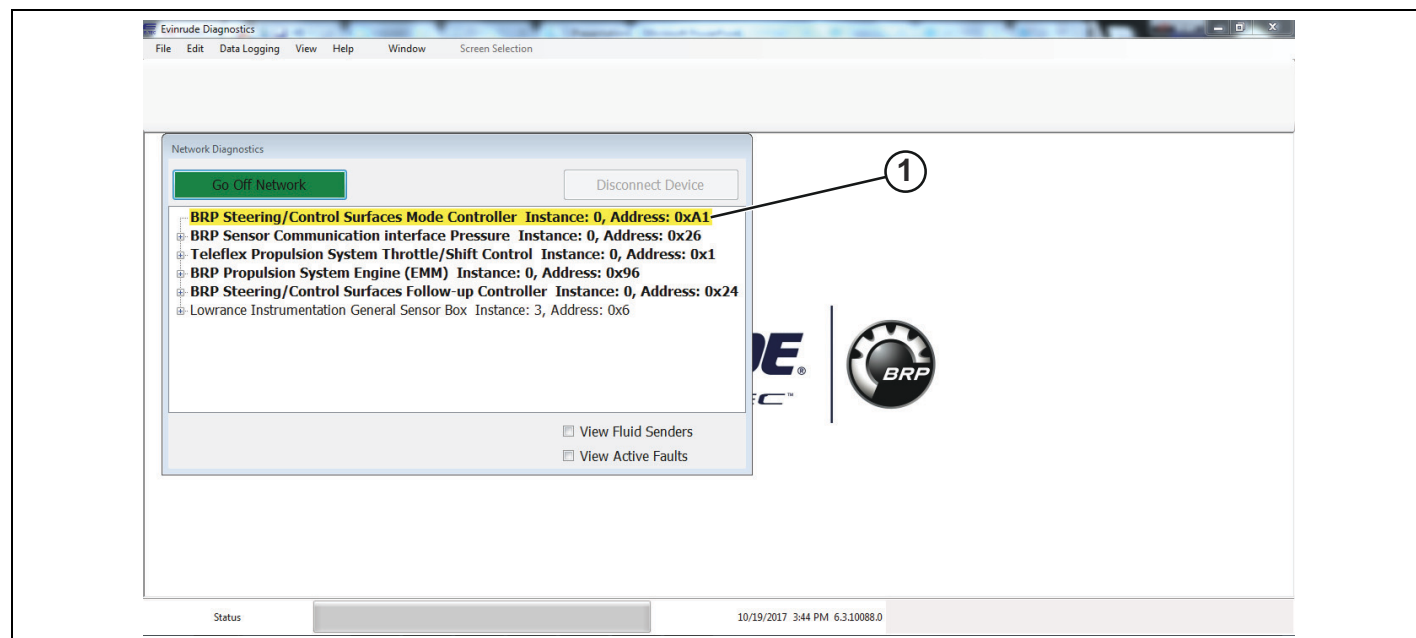 Evinrude Diagnostics
File Edit Data Logging View Help Window Screen Selection
Network Diagnostics
Go Off Network Disconnect Device
1
BRP Steering/Control Surfaces Mode Controller Instance: 0, Address: 0xA1
BRP Sensor Communication interface Pressure Instance: 0, Address: 0x26
Teleflex Propulsion System Throttle/Shift Control Instance: 0, Address: 0x1
BRP Propulsion System Engine (EMM) Instance: 0, Address: 0x96
BRP Steering/Control Surfaces Follow-up Controller Instance: 0, Address: 0x24
Lowrance Instrumentation General Sensor Box Instance: 3, Address: 0x6
DE®
BRP
EC™
View Fluid Senders
View Active Faults
Status 10/19/2017 3:44 PM 6.3.10088.0